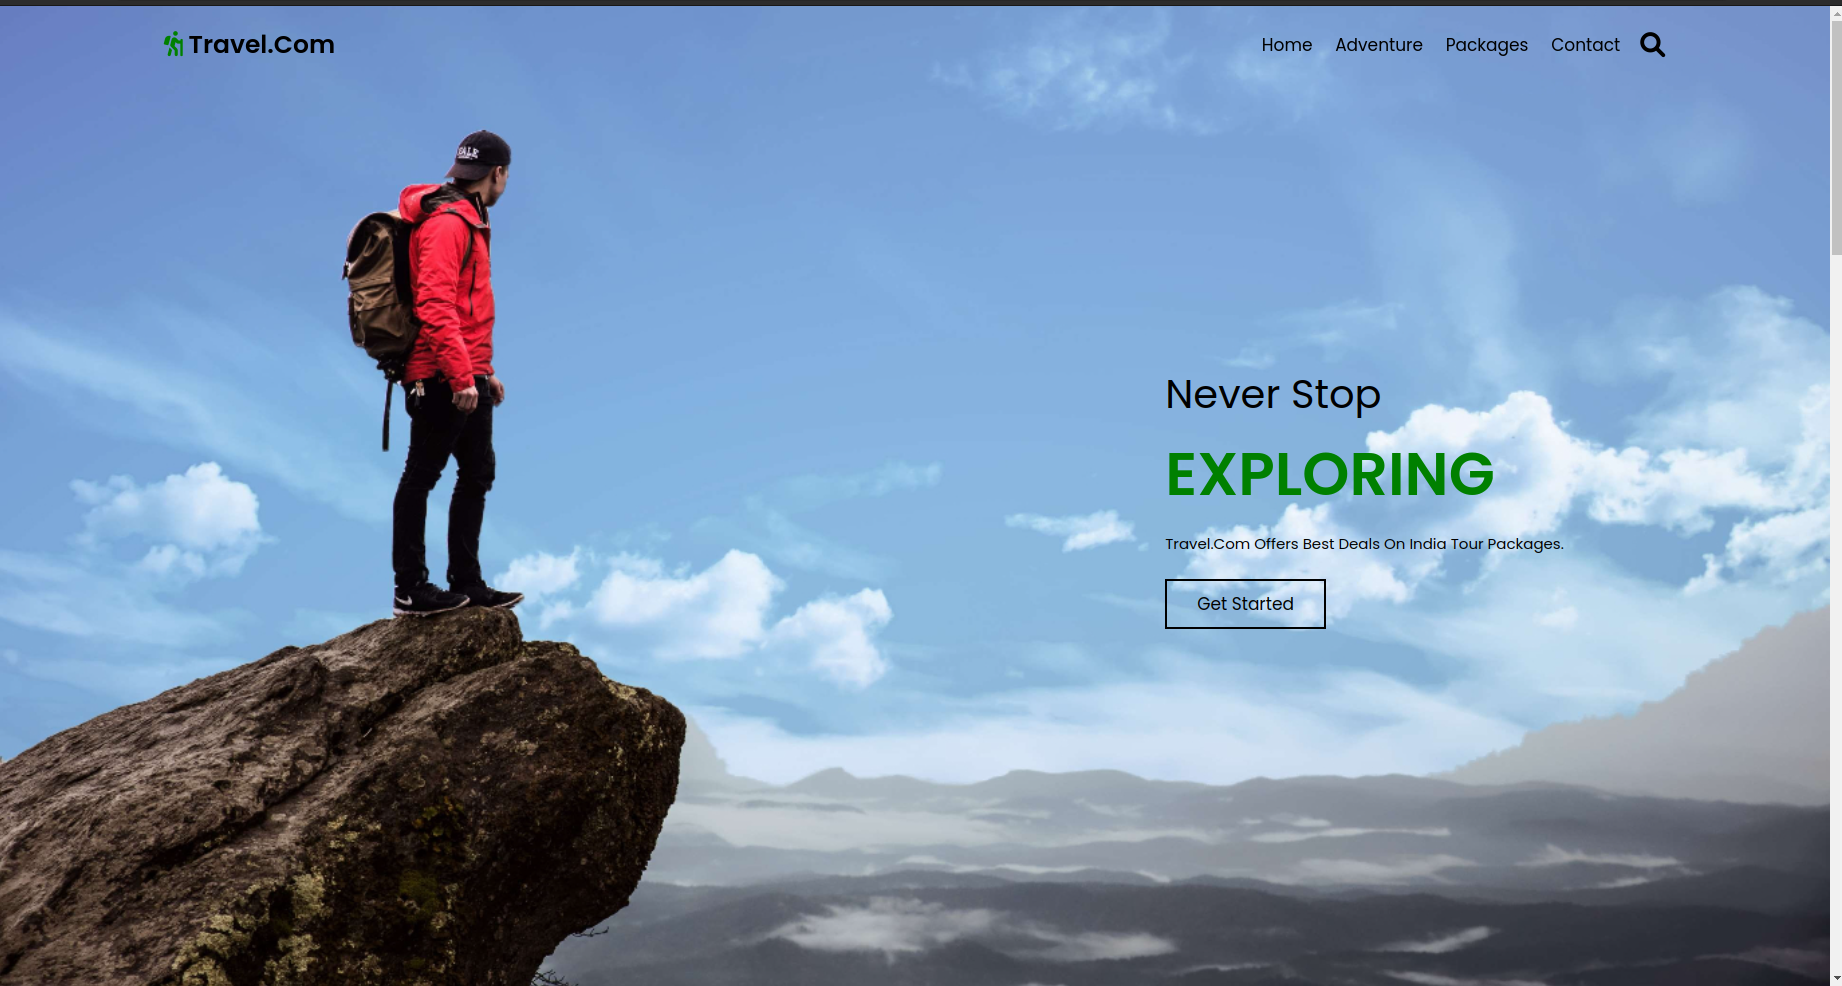 Travel.Com
Home Adventure Packages Contact
Never Stop
EXPLORING
Travel.Com Offers Best Deals On India Tour Packages.
Get Started